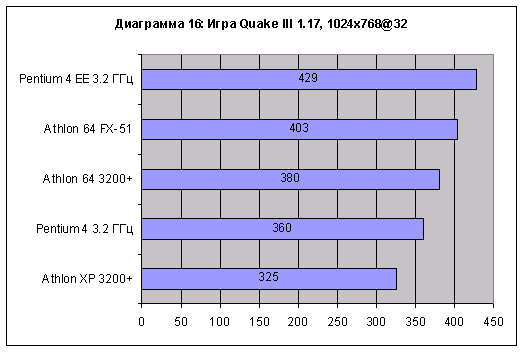 Диаграмма 16: Игра Quake III 1.17, 1024x768@32
Pentium 4 EE 3.2 ГГц 429
Athlon 64 FX-51 403
Athlon 64 3200+ 380
Pentium 4 3.2 ГГц 360
Athlon XP 3200+ 325
0 50 100 150 200 250 300 350 400 450